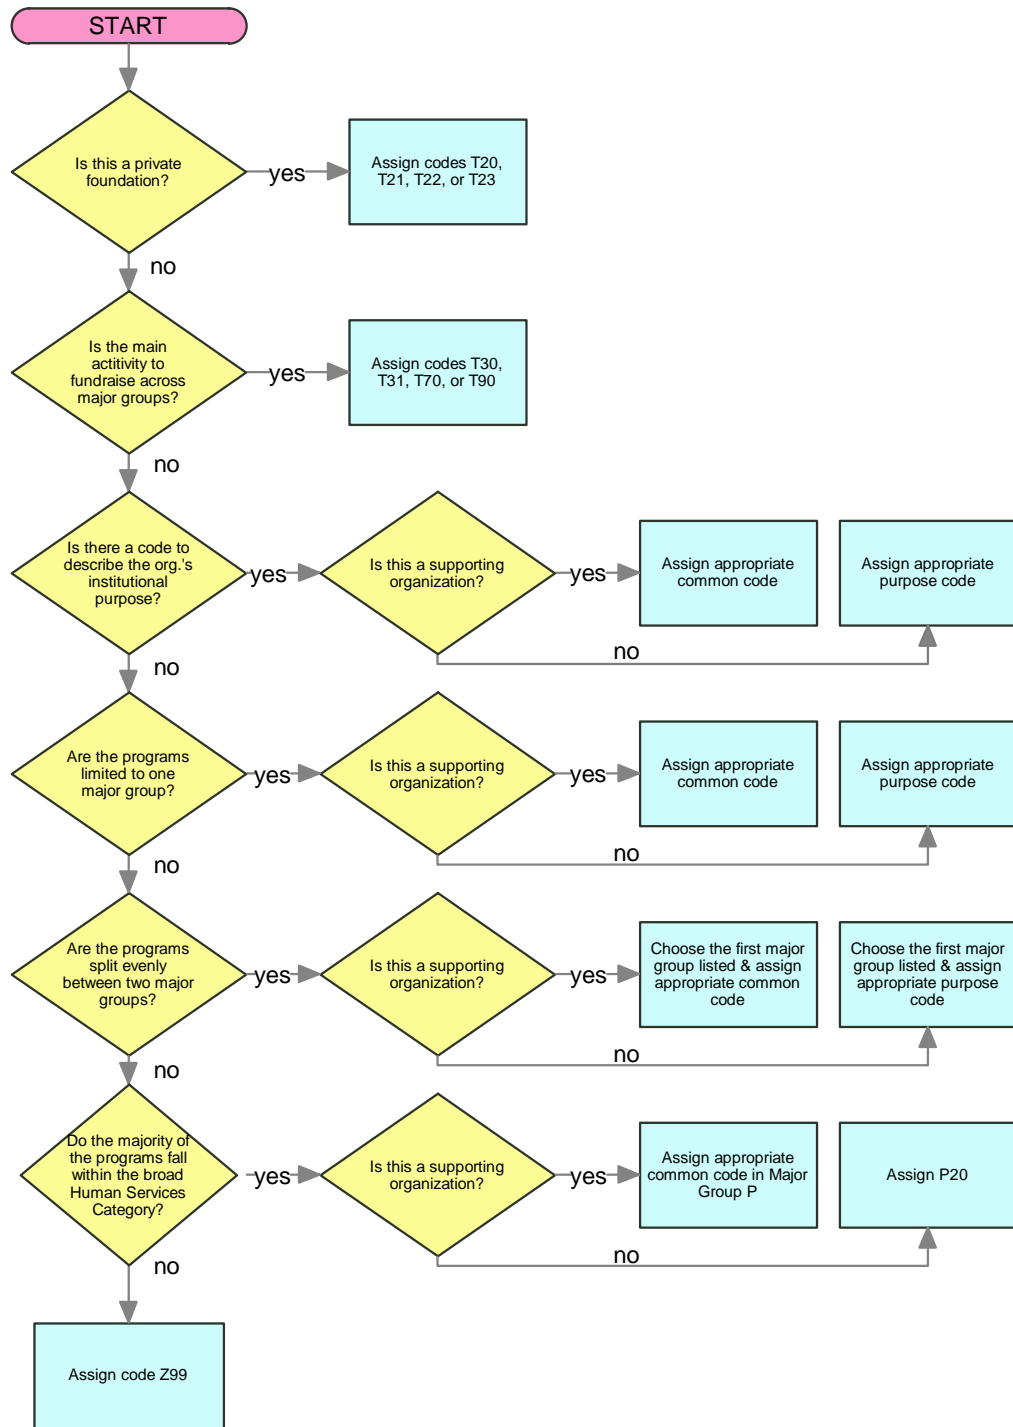 START
Is this a private
foundation?
yes
Assign codes T20,
T21, T22, or T23
no
Is the main
actitivity to
fundraise across
major groups?
yes
Assign codes T30,
T31, T70, or T90
no
Is there a code to
describe the org.'s
institutional
purpose?
yes
Is this a supporting
organization?
yes
Assign appropriate
common code
Assign appropriate
purpose code
no
no
Are the programs
limited to one
major group?
yes
Is this a supporting
organization?
yes
Assign appropriate
common code
Assign appropriate
purpose code
no
no
Are the programs
split evenly
between two major
groups?
yes
Is this a supporting
organization?
yes
Choose the first major
group listed & assign
appropriate common
code
Choose the first major
group listed & assign
appropriate purpose
code
no
no
Do the majority of
the programs fall
within the broad
Human Services
Category?
yes
Is this a supporting
organization?
yes
Assign appropriate
common code in Major
Group P
Assign P20
no
no
Assign code Z99